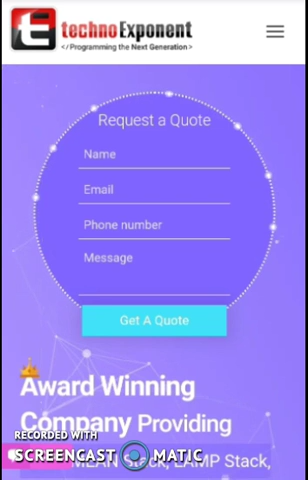 technoExponent
</Programming the Next Generation>
Request a Quote
Name
Email
Phone number
Message
Get A Quote
Award Winning
Company Providing
MEAN Stack, LAMP Stack,
RECORDED WITH
SCREENCAST MATIC